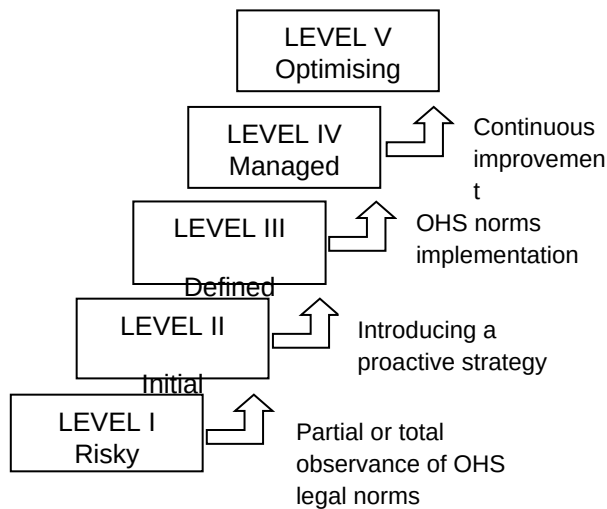 LEVEL V
Optimising
LEVEL IV
Managed
Continuous
improvemen
t
LEVEL III
Defined
OHS norms
implementation
LEVEL II
Initial
Introducing a
proactive strategy
LEVEL I
Risky
Partial or total
observance of OHS
legal norms